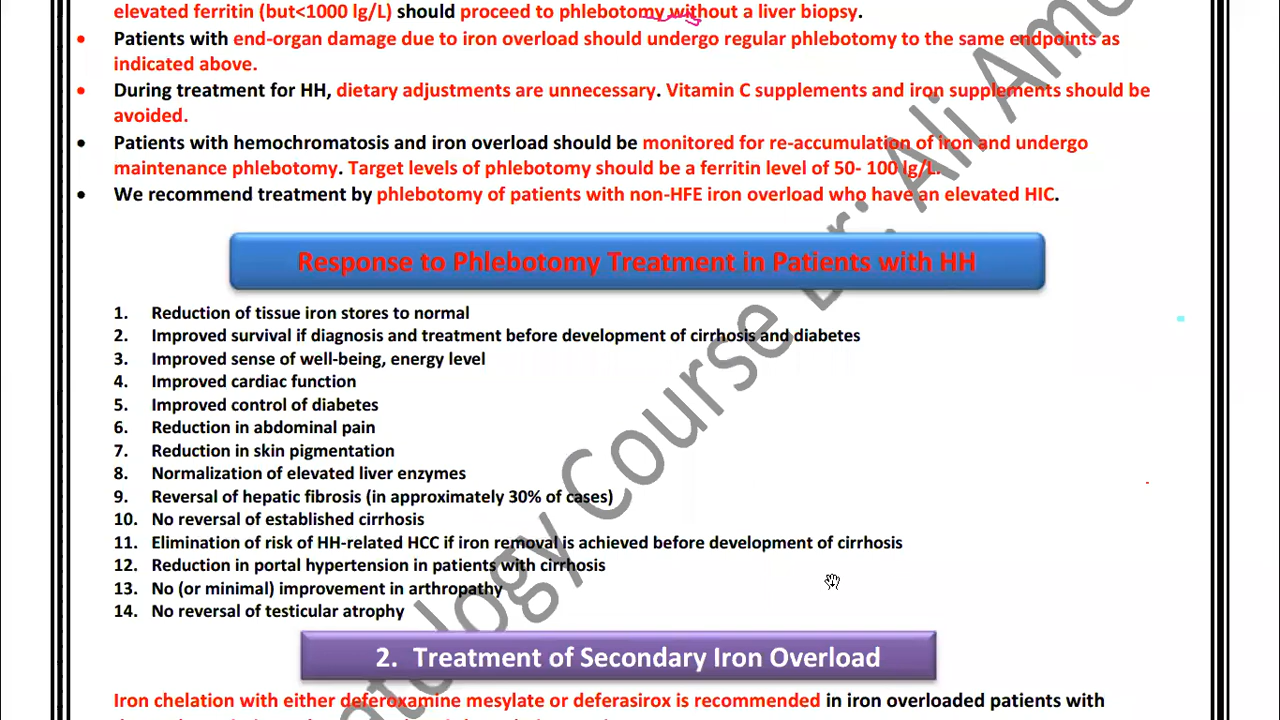 elevated ferritin (but<1000 lg/L) should proceed to phlebotomy without a liver biopsy.
• Patients with end-organ damage due to iron overload should undergo regular phlebotomy to the same endpoints as
indicated above.
• During treatment for HH, dietary adjustments are unnecessary. Vitamin C supplements and iron supplements should be
avoided.
• Patients with hemochromatosis and iron overload should be monitored for re-accumulation of iron and undergo
maintenance phlebotomy. Target levels of phlebotomy should be a ferritin level of 50- 100 lg/L.
• We recommend treatment by phlebotomy of patients with non-HFE iron overload who have an elevated HIC.
Response to Phlebotomy Treatment in Patients with HH
1. Reduction of tissue iron stores to normal
2. Improved survival if diagnosis and treatment before development of cirrhosis and diabetes
3. Improved sense of well-being, energy level
4. Improved cardiac function
5. Improved control of diabetes
6. Reduction in abdominal pain
7. Reduction in skin pigmentation
8. Normalization of elevated liver enzymes
9. Reversal of hepatic fibrosis (in approximately 30% of cases)
10. No reversal of established cirrhosis
11. Elimination of risk of HH-related HCC if iron removal is achieved before development of cirrhosis
12. Reduction in portal hypertension in patients with cirrhosis
13. No (or minimal) improvement in arthropathy
14. No reversal of testicular atrophy
2. Treatment of Secondary Iron Overload
Iron chelation with either deferoxamine mesylate or deferasirox is recommended in iron overloaded patients with
Course
Ali